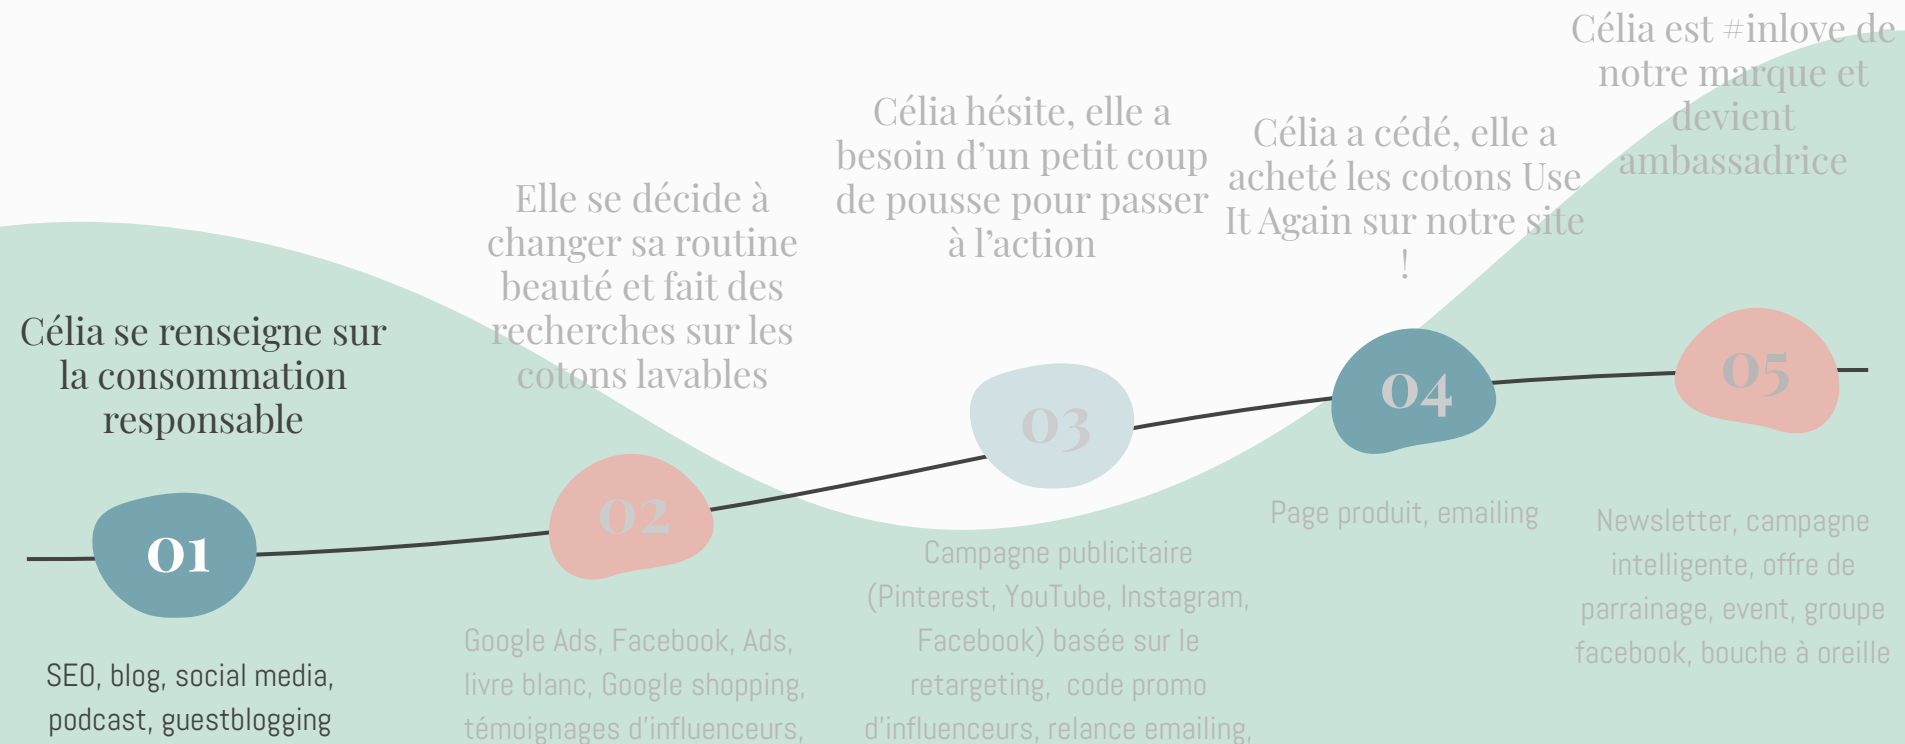 Célia se renseigne sur
la consommation
responsable
01
SEO, blog, social media,
podcast, guestblogging
Elle se décide à
changer sa routine
beauté et fait des
recherches sur les
cotons lavables
02
Google Ads, Facebook, Ads,
livre blanc, Google shopping,
témoignages d'influenceurs,
Célia hésite, elle a
besoin d’un petit coup
de pousse pour passer
à l’action
03
Campagne publicitaire
(Pinterest, YouTube, Instagram,
Facebook) basée sur le
retargeting, code promo
d'influenceurs, relance emailing,
Célia a cédé, elle a
acheté les cotons Use
It Again sur notre site
!
04
Page produit, emailing
Célia est #inlove de
notre marque et
devient
ambassadrice
05
Newsletter, campagne
intelligente, offre de
parrainage, event, groupe
facebook, bouche à oreille